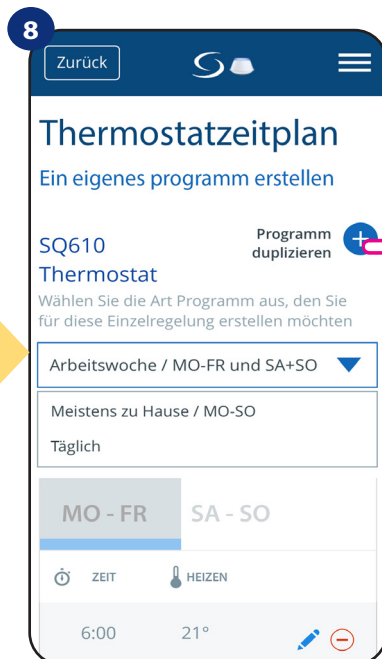 8
Zurück
Thermostatzeitplan
Ein eigenes programm erstellen
Programm
duplizieren
SQ610
Thermostat
Wählen Sie die Art Programm aus, den Sie
für diese Einzelregelung erstellen möchten
Arbeitswoche / MO-FR und SA+SO
Meistens zu Hause / MO-SO
Täglich
MO - FR SA - SO
ZEIT HEIZEN
6:00 21°